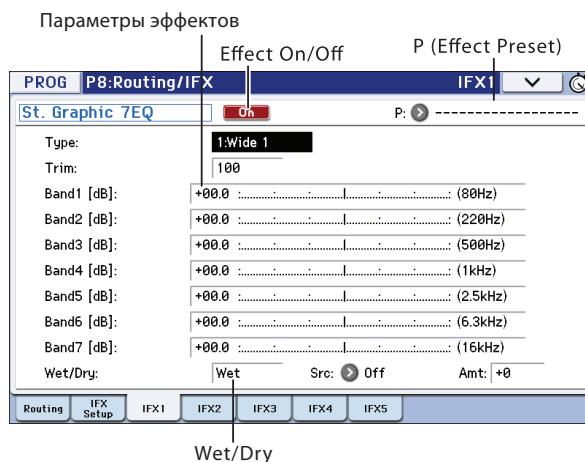 Параметры эффектов
Effect On/Off
P (Effect Preset)
PROG P8:Routing/IFX IFX1
St. Graphic 7EQ On P: -------------------
Type: 1:Wide 1
Trim: 100
Band1 [dB]: +00.0 (80Hz)
Band2 [dB]: +00.0 (220Hz)
Band3 [dB]: +00.0 (500Hz)
Band4 [dB]: +00.0 (1kHz)
Band5 [dB]: +00.0 (2.5kHz)
Band6 [dB]: +00.0 (6.3kHz)
Band7 [dB]: +00.0 (16kHz)
Wet/Dry: Wet Src: Off Amt: +0
Routing IFX Setup IFX1 IFX2 IFX3 IFX4 IFX5
Wet/Dry